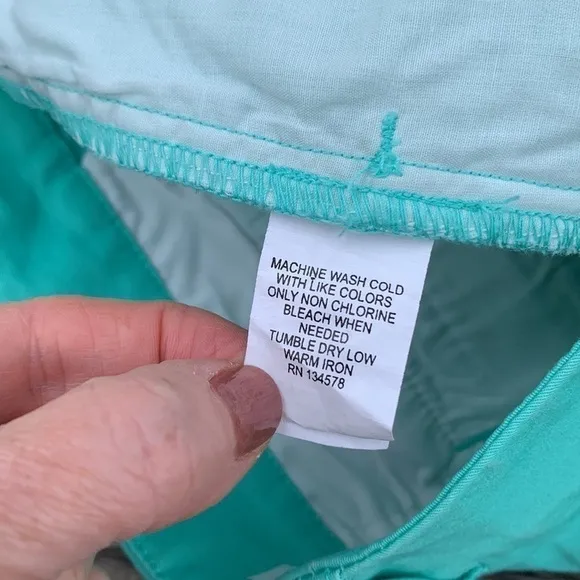 MACHINE WASH COLD
WITH LIKE COLORS
ONLY NON CHLORINE
BLEACH WHEN
NEEDED
TUMBLE DRY LOW
WARM IRON
RN 134578